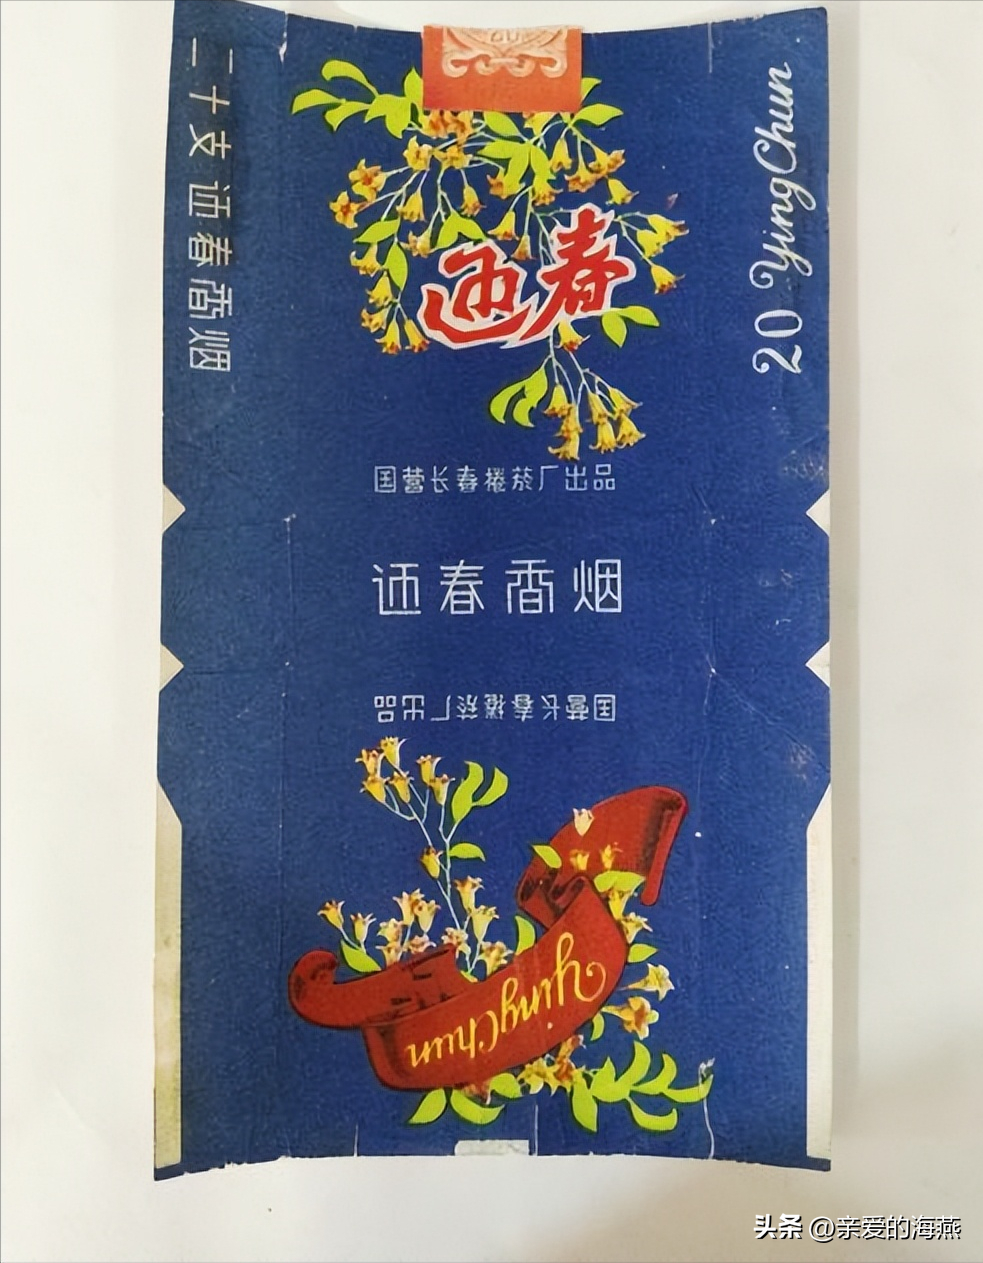 二十支迎春香烟
20 YingChun
迎春
国营长春捲菸厂出品
迎春香烟
国营长春捲菸厂出品
YingChun
头条 @亲爱的海燕